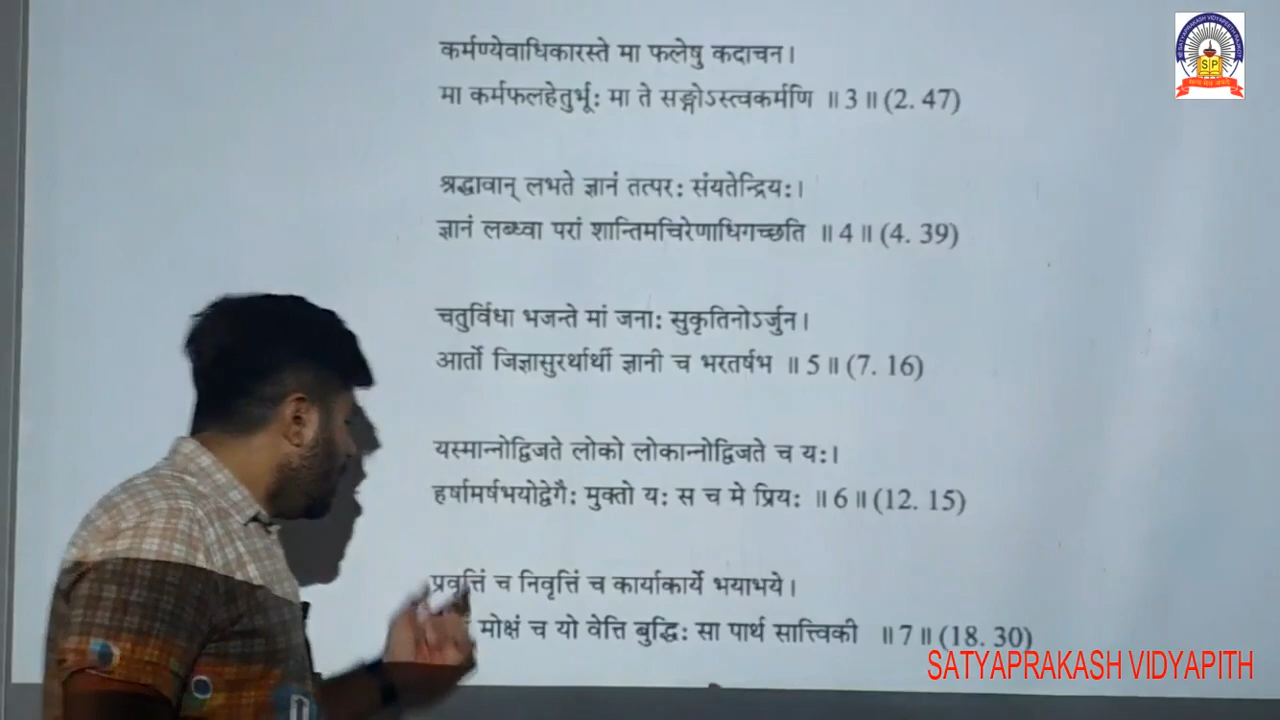 कर्मण्येवाधिकारस्ते मा फलेषु कदाचन।
मा कर्मफलहेतुर्भूः मा ते सङ्गोऽस्त्वकर्मणि ॥3॥ (2. 47)
श्रद्धावान् लभते ज्ञानं तत्परः संयतेन्द्रियः।
ज्ञानं लब्ध्वा परां शान्तिमचिरेणाधिगच्छति ॥4॥ (4. 39)
चतुर्विधा भजन्ते मां जनाः सुकृतिनोऽर्जुन।
आर्तो जिज्ञासुरर्थार्थी ज्ञानी च भरतर्षभ ॥5॥ (7. 16)
यस्मान्नोद्विजते लोको लोकान्नोद्विजते च यः।
हर्षामर्षभयोद्वेगैः मुक्तो यः स च मे प्रियः ॥6॥ (12. 15)
प्रवृत्तिं च निवृत्तिं च कार्याकार्ये भयाभये।
मोक्षं च यो वेत्ति बुद्धिः सा पार्थ सात्त्विकी ॥7॥ (18. 30)
SATYAPRAKASH VIDYAPITH
SP